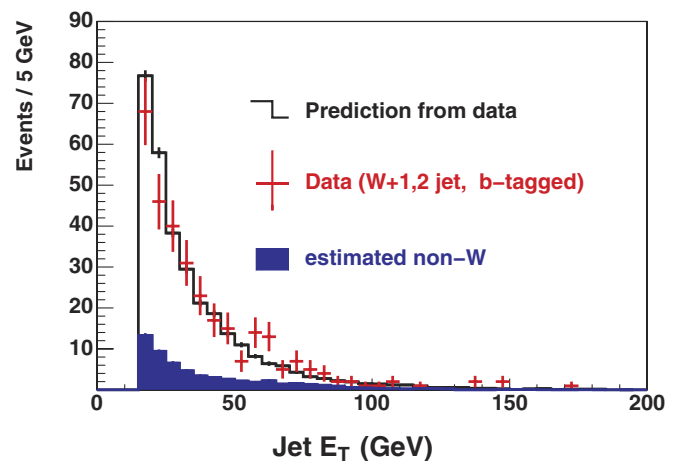 Events / 5 GeV
90
80
70
60
50
40
30
20
10
Prediction from data
Data (W+1,2 jet, b−tagged)
estimated non−W
0 50 100 150 200
Jet E_T (GeV)